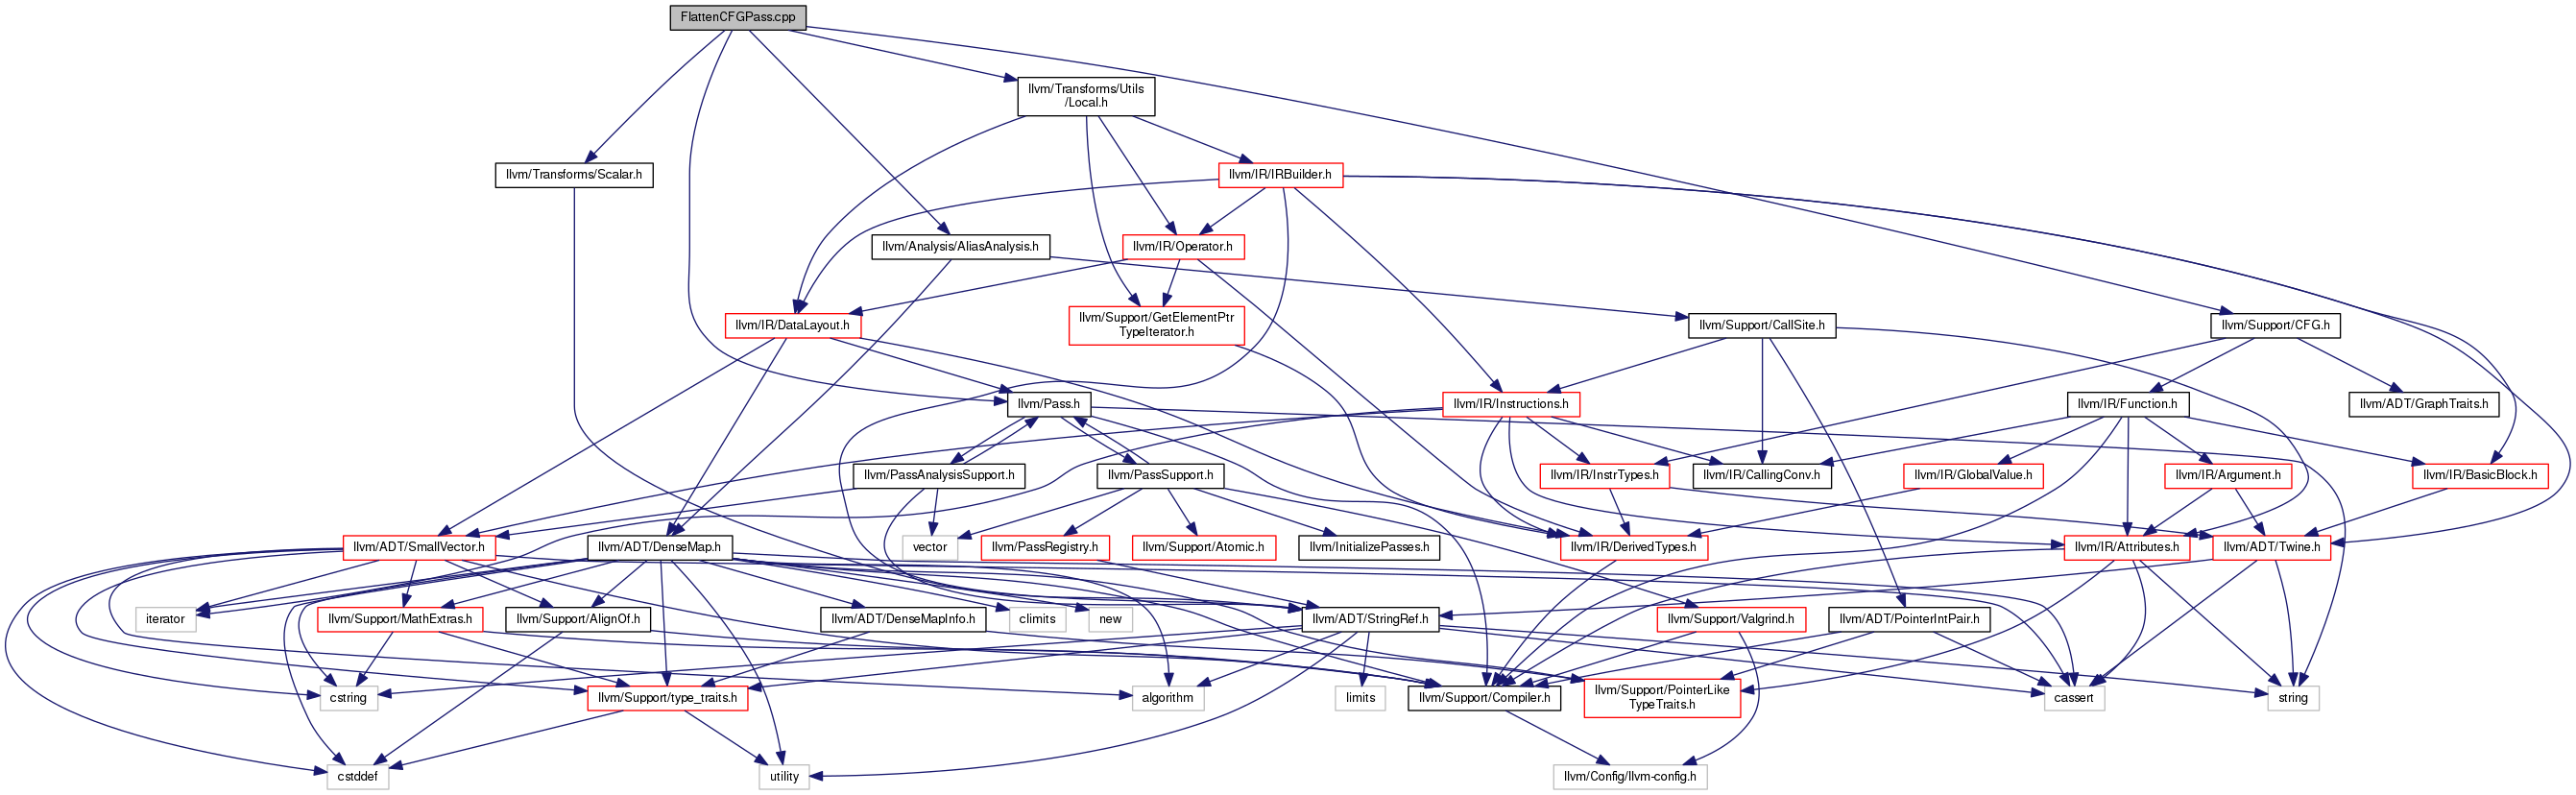 FlattenCFGPass.cpp
llvm/Transforms/Utils
/Local.h
llvm/Transforms/Scalar.h
llvm/IR/IRBuilder.h
llvm/Analysis/AliasAnalysis.h
llvm/IR/Operator.h
llvm/IR/DataLayout.h
llvm/Support/GetElementPtr
TypeIterator.h
llvm/Support/CallSite.h
llvm/Support/CFG.h
llvm/Pass.h
llvm/IR/Instructions.h
llvm/IR/Function.h
llvm/ADT/GraphTraits.h
llvm/PassAnalysisSupport.h
llvm/PassSupport.h
llvm/IR/InstrTypes.h
llvm/IR/CallingConv.h
llvm/IR/GlobalValue.h
llvm/IR/Argument.h
llvm/IR/BasicBlock.h
llvm/ADT/SmallVector.h
llvm/ADT/DenseMap.h
vector
llvm/PassRegistry.h
llvm/Support/Atomic.h
llvm/InitializePasses.h
llvm/IR/DerivedTypes.h
llvm/IR/Attributes.h
llvm/ADT/Twine.h
iterator
llvm/Support/MathExtras.h
llvm/Support/AlignOf.h
llvm/ADT/DenseMapInfo.h
climits
new
llvm/ADT/StringRef.h
llvm/Support/Valgrind.h
llvm/ADT/PointerIntPair.h
cstring
llvm/Support/type_traits.h
algorithm
limits
llvm/Support/Compiler.h
llvm/Support/PointerLike
TypeTraits.h
cassert
string
cstddef
utility
llvm/Config/llvm-config.h